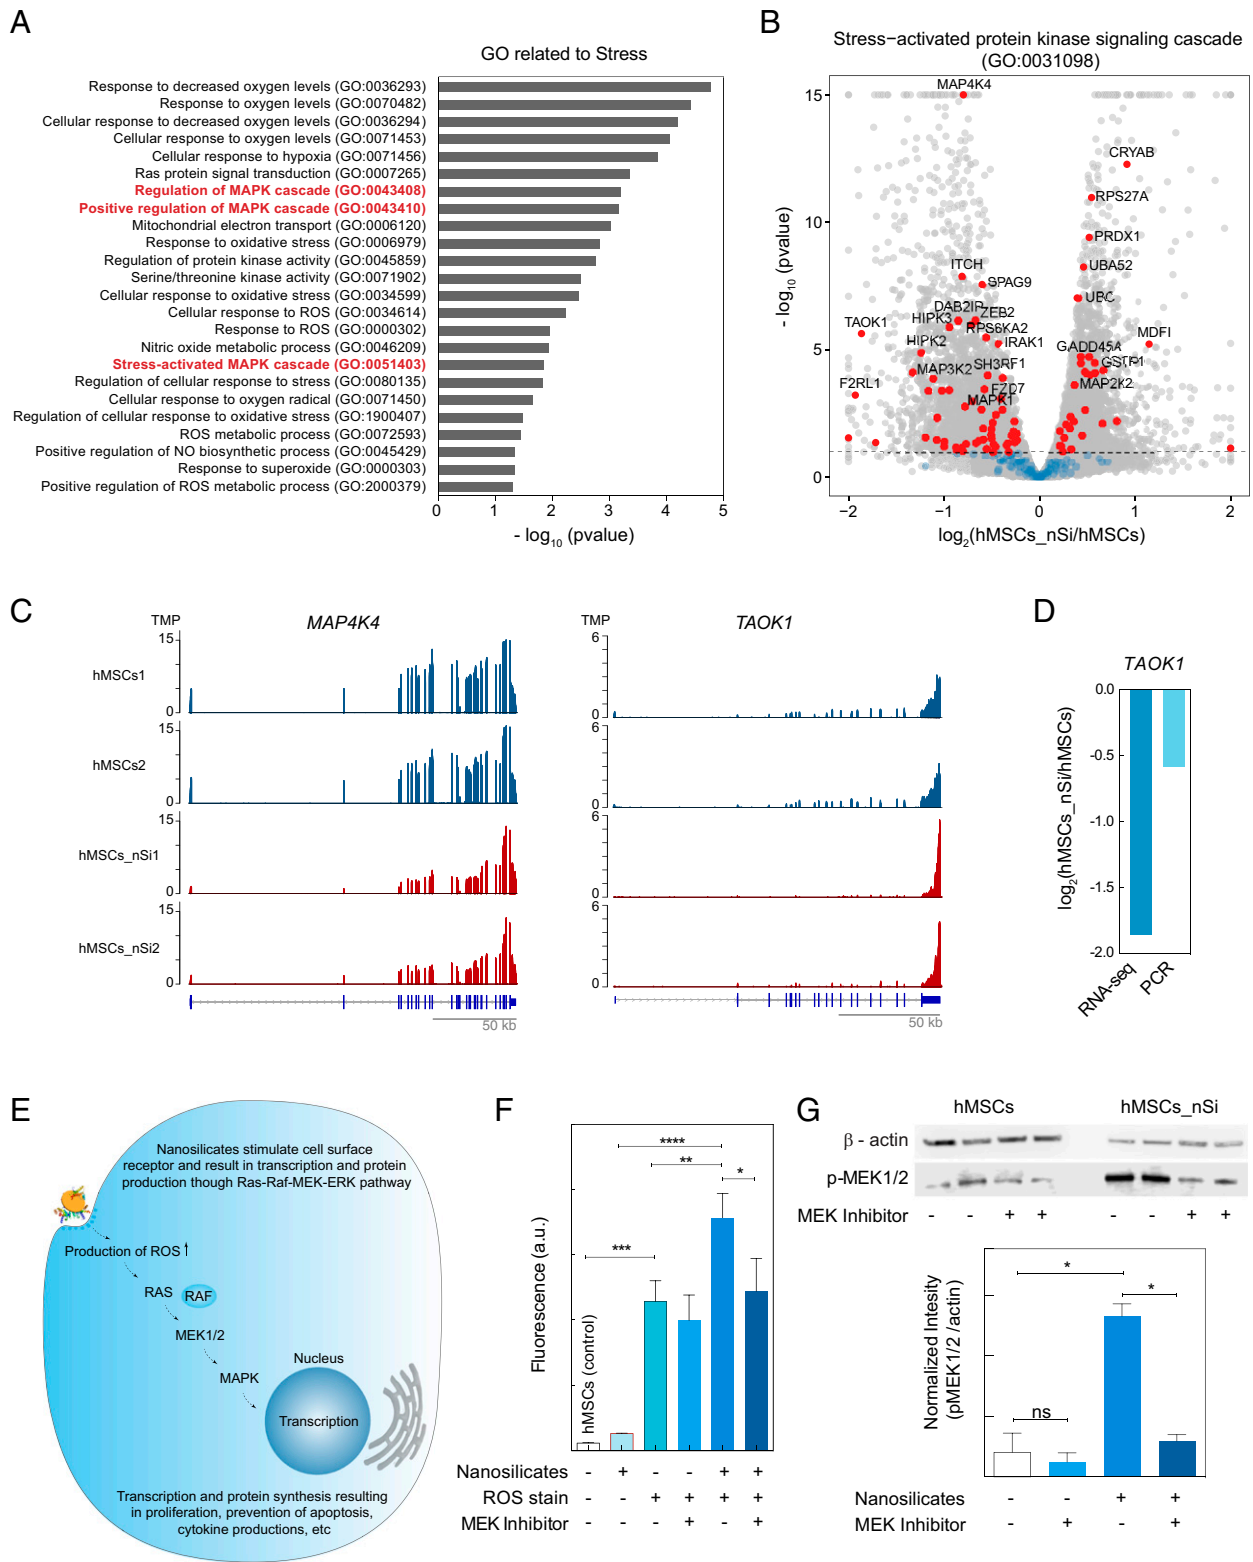 A
GO related to Stress
Response to decreased oxygen levels (GO:0036293)
Response to oxygen levels (GO:0070482)
Cellular response to decreased oxygen levels (GO:0036294)
Cellular response to oxygen levels (GO:0071453)
Cellular response to hypoxia (GO:0071456)
Ras protein signal transduction (GO:0007265)
Regulation of MAPK cascade (GO:0043408)
Positive regulation of MAPK cascade (GO:0043410)
Mitochondrial electron transport (GO:0006120)
Response to oxidative stress (GO:0006979)
Regulation of protein kinase activity (GO:0045859)
Serine/threonine kinase activity (GO:0071902)
Cellular response to oxidative stress (GO:0034599)
Cellular response to ROS (GO:0034614)
Response to ROS (GO:0000302)
Nitric oxide metabolic process (GO:0046209)
Stress-activated MAPK cascade (GO:0051403)
Regulation of cellular response to stress (GO:0080135)
Cellular response to oxygen radical (GO:0071450)
Regulation of cellular response to oxidative stress (GO:1900407)
ROS metabolic process (GO:0072593)
Positive regulation of NO biosynthetic process (GO:0045429)
Response to superoxide (GO:0000303)
Positive regulation of ROS metabolic process (GO:2000379)
0 1 2 3 4 5
- log10 (pvalue)
B
Stress−activated protein kinase signaling cascade
(GO:0031098)
- log10 (pvalue)
15
10
5
0
MAP4K4
CRYAB
RPS27A
PRDX1
UBA52
UBC
ITCH
SPAG9
DAB2IP
ZEB2
HIPK3
RPS6KA2
TAOK1
IRAK1
MDFI
HIPK2
GADD45A
GSTP1
MAP3K2
SH3RF1
F2RL1
FZD7
MAP2K2
MAPK1
−2 −1 0 1 2
log2(hMSCs_nSi/hMSCs)
C
TMP
MAP4K4
TMP
TAOK1
hMSCs1
15
0
6
0
hMSCs2
15
0
6
0
hMSCs_nSi1
15
0
6
0
hMSCs_nSi2
15
0
6
0
50 kb
50 kb
D
TAOK1
log2(hMSCs_nSi/hMSCs)
0.0
-0.5
-1.0
-1.5
-2.0
RNA-seq
PCR
E
Nanosilicates stimulate cell surface
receptor and result in transcription and protein
production though Ras-Raf-MEK-ERK pathway
Production of ROS
RAS
RAF
MEK1/2
MAPK
Nucleus
Transcription
Transcription and protein synthesis resulting
in proliferation, prevention of apoptosis,
cytokine productions, etc
F
Fluorescence (a.u.)
****
**
*
***
hMSCs (control)
Nanosilicates - + - - + +
ROS stain - - + + + +
MEK Inhibitor - - - + - +
G
hMSCs
hMSCs_nSi
β - actin
p-MEK1/2
MEK Inhibitor - - + + - - + +
Normalized Intesity
(pMEK1/2 /actin)
*
*
ns
Nanosilicates - - + +
MEK Inhibitor - + - +